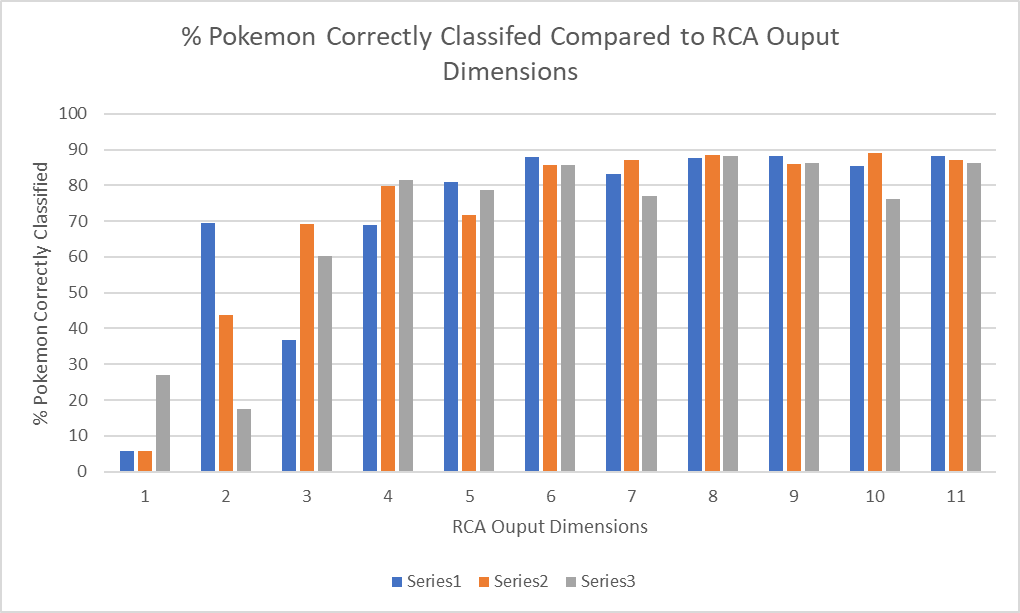 % Pokemon Correctly Classifed Compared to RCA Ouput
Dimensions
% Pokemon Correctly Classified
100
90
80
70
60
50
40
30
20
10
0
1 2 3 4 5 6 7 8 9 10 11
RCA Ouput Dimensions
Series1 Series2 Series3